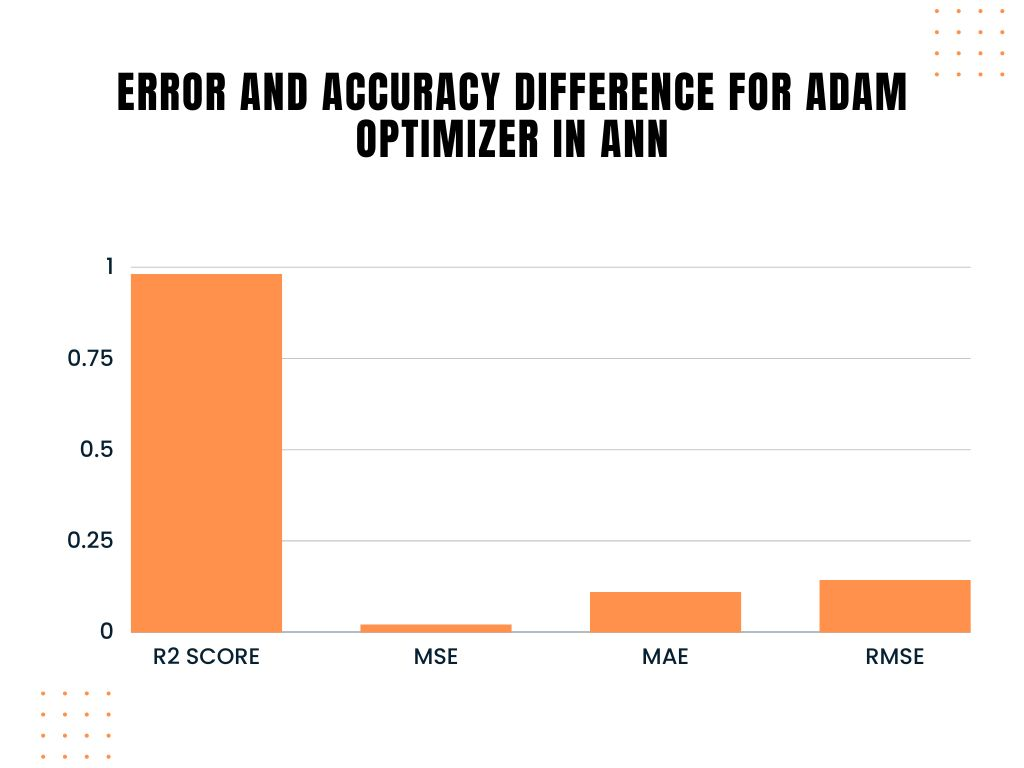 ERROR AND ACCURACY DIFFERENCE FOR ADAM
OPTIMIZER IN ANN
1
0.75
0.5
0.25
0
R2 SCORE
MSE
MAE
RMSE